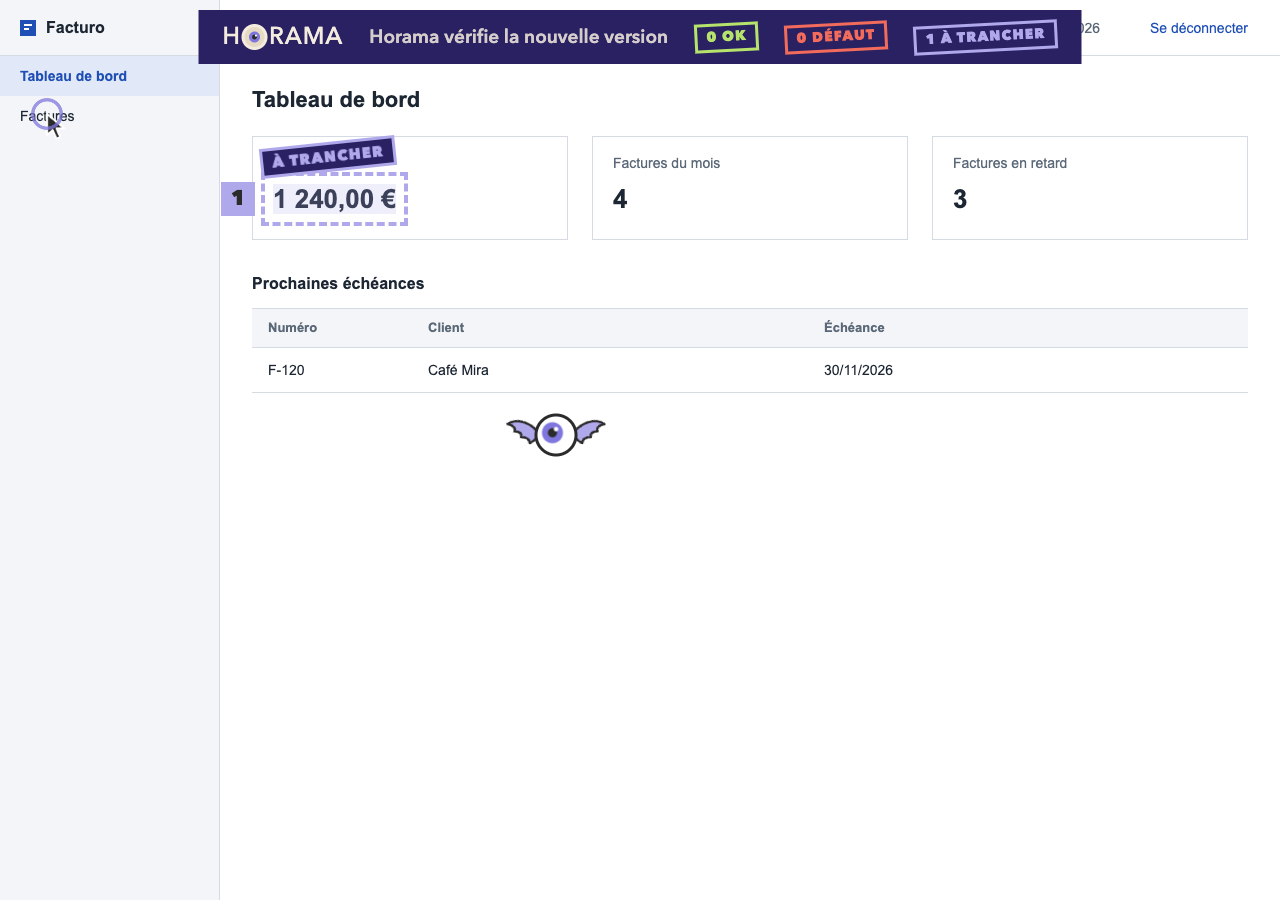 Facturo
HORAMA
Horama vérifie la nouvelle version
0 OK
0 DÉFAUT
1 À TRANCHER
026
Se déconnecter
Tableau de bord
Factures
Tableau de bord
À TRANCHER
1
1 240,00 €
Factures du mois
4
Factures en retard
3
Prochaines échéances
Numéro Client Échéance
F-120 Café Mira 30/11/2026